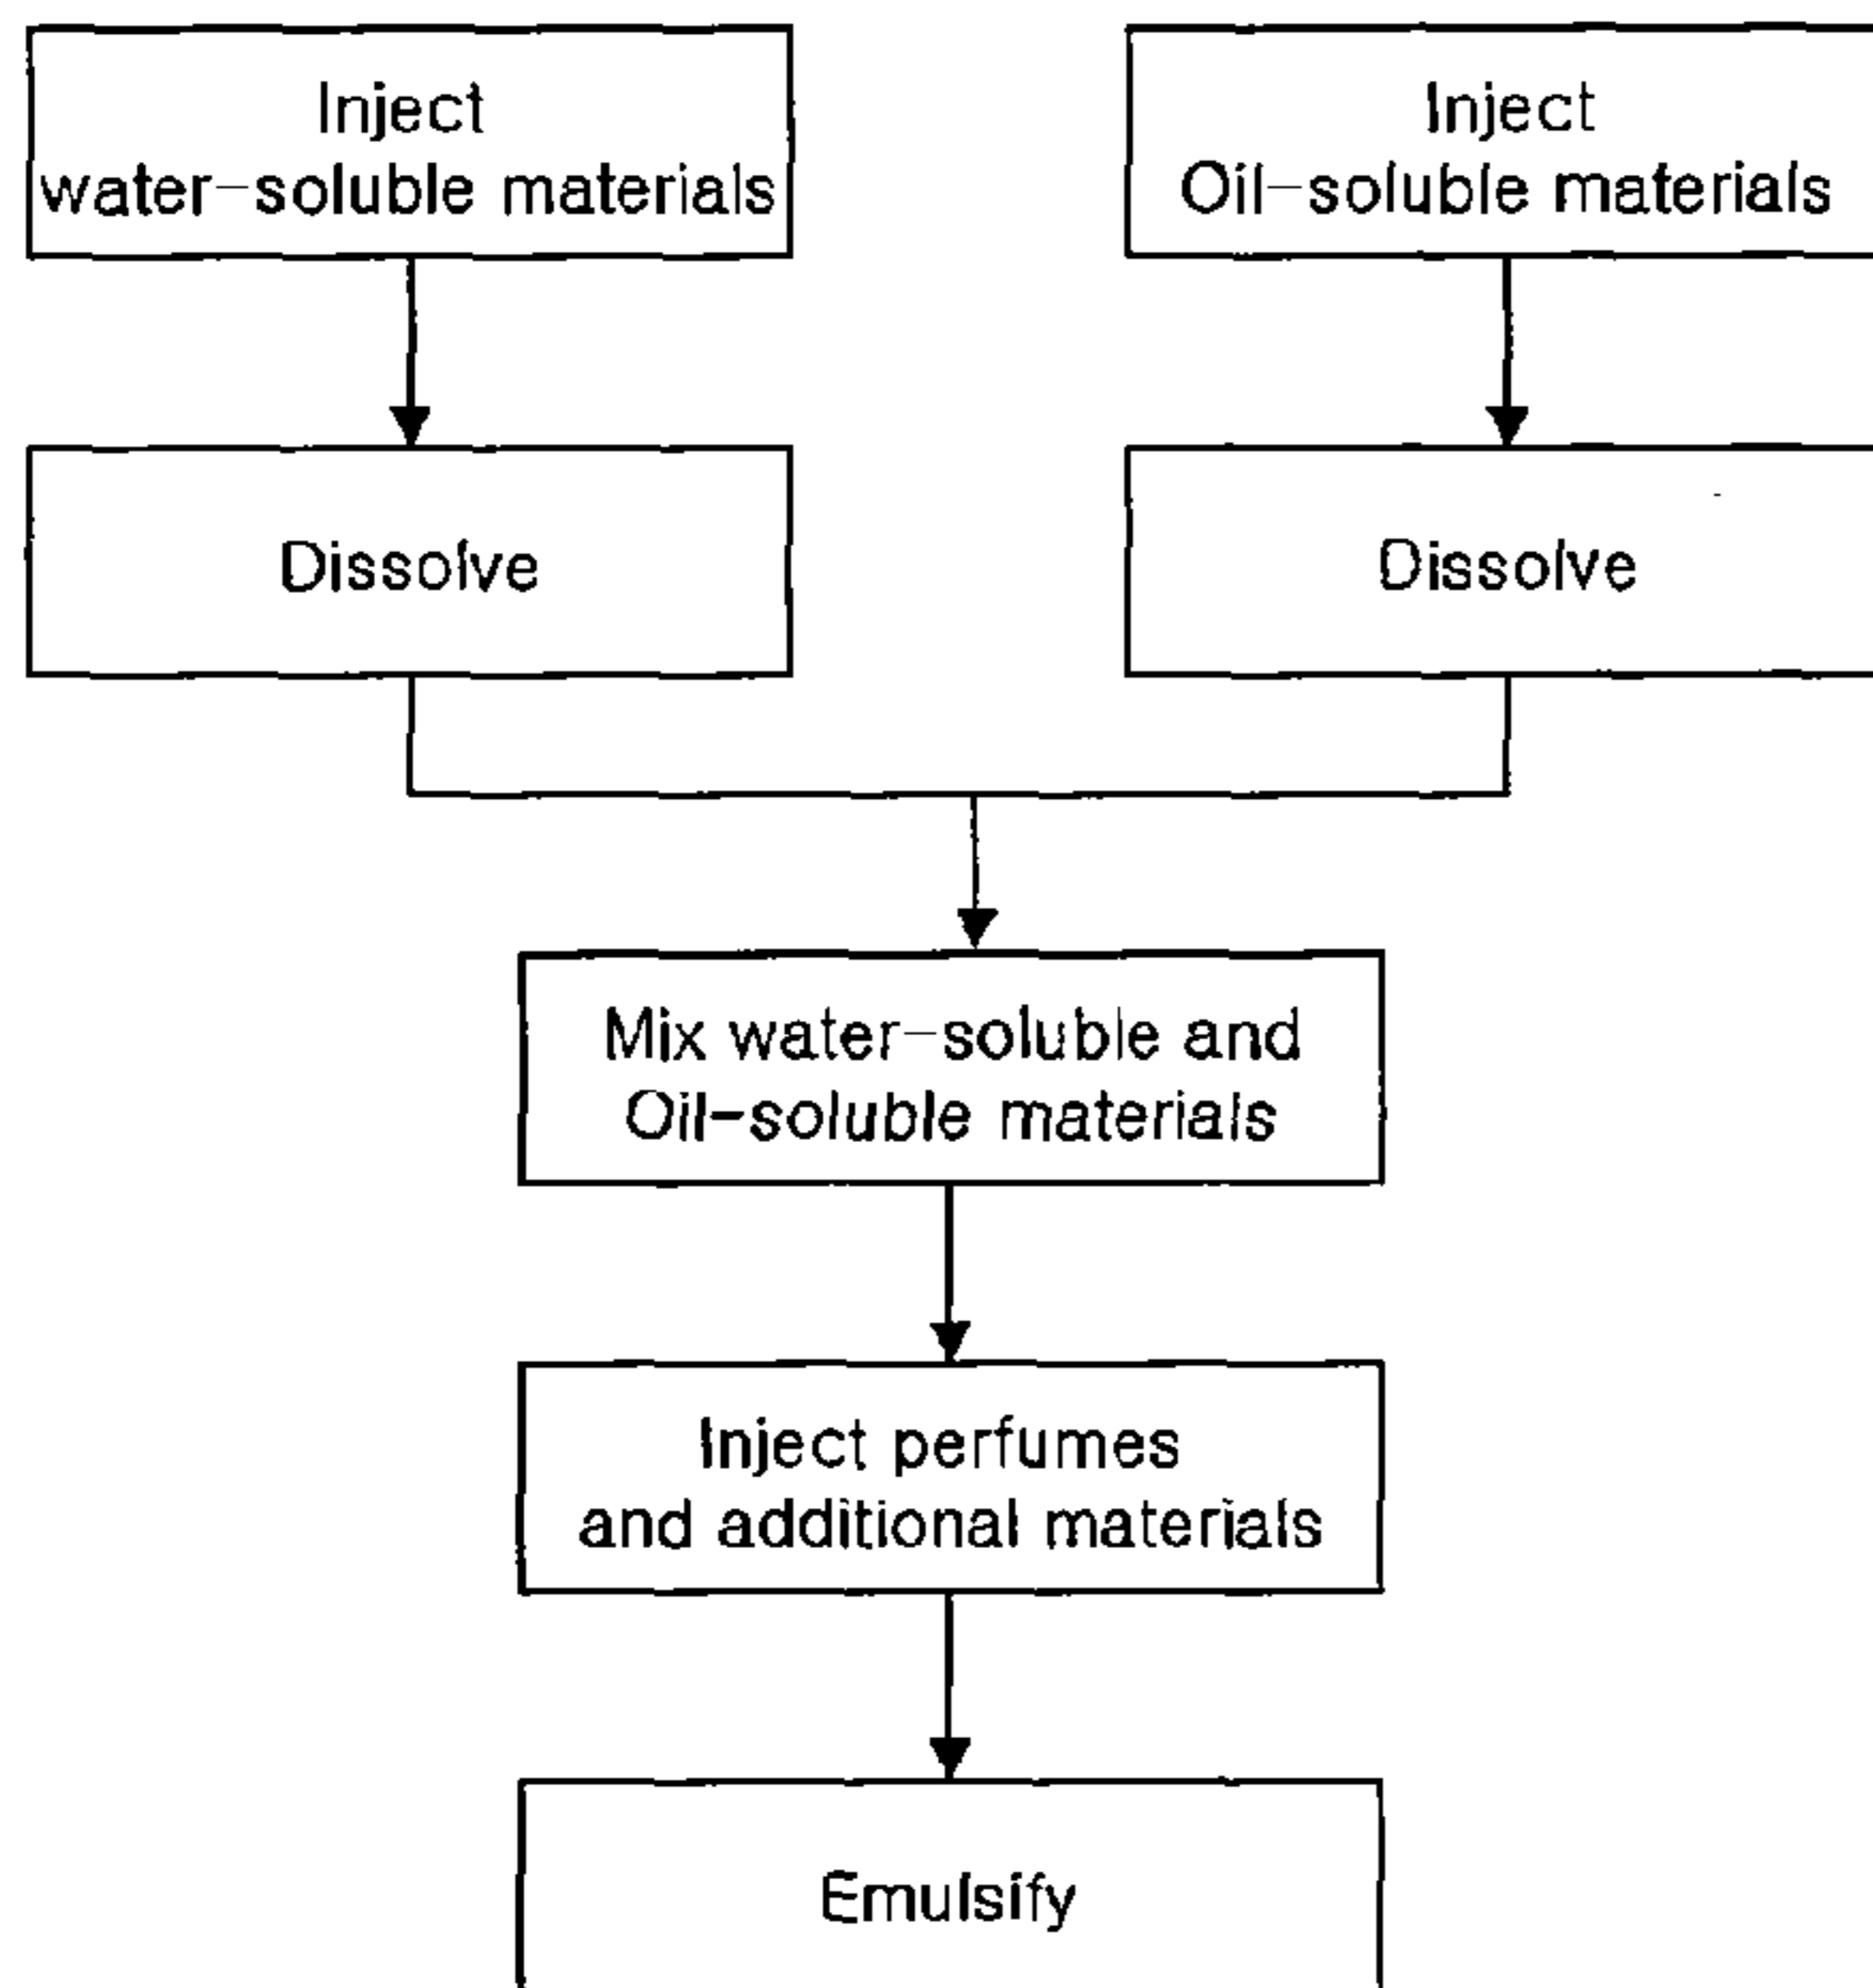 Inject
water-soluble materials
Inject
Oil-soluble materials
Dissolve
Dissolve
Mix water-soluble and
Oil-soluble materials
Inject perfumes
and additional materials
Emulsify